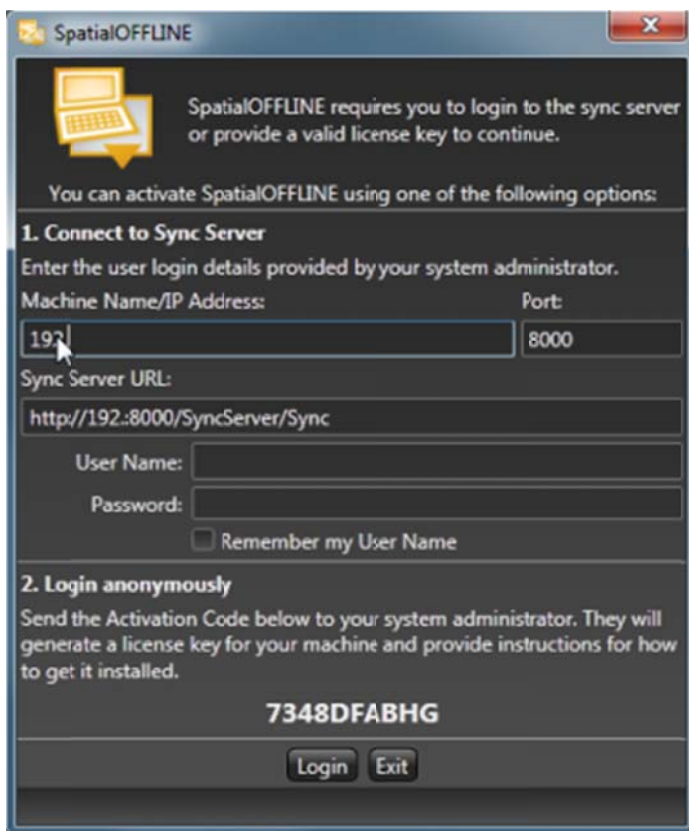 SpatialOFFLINE
SpatialOFFLINE requires you to login to the sync server
or provide a valid license key to continue.
You can activate SpatialOFFLINE using one of the following options:
1. Connect to Sync Server
Enter the user login details provided by your system administrator.
Machine Name/IP Address: Port:
192. 8000
Sync Server URL:
http://192.:8000/SyncServer/Sync
User Name:
Password:
Remember my User Name
2. Login anonymously
Send the Activation Code below to your system administrator. They will
generate a license key for your machine and provide instructions for how
to get it installed.
7348DFABHG
Login Exit